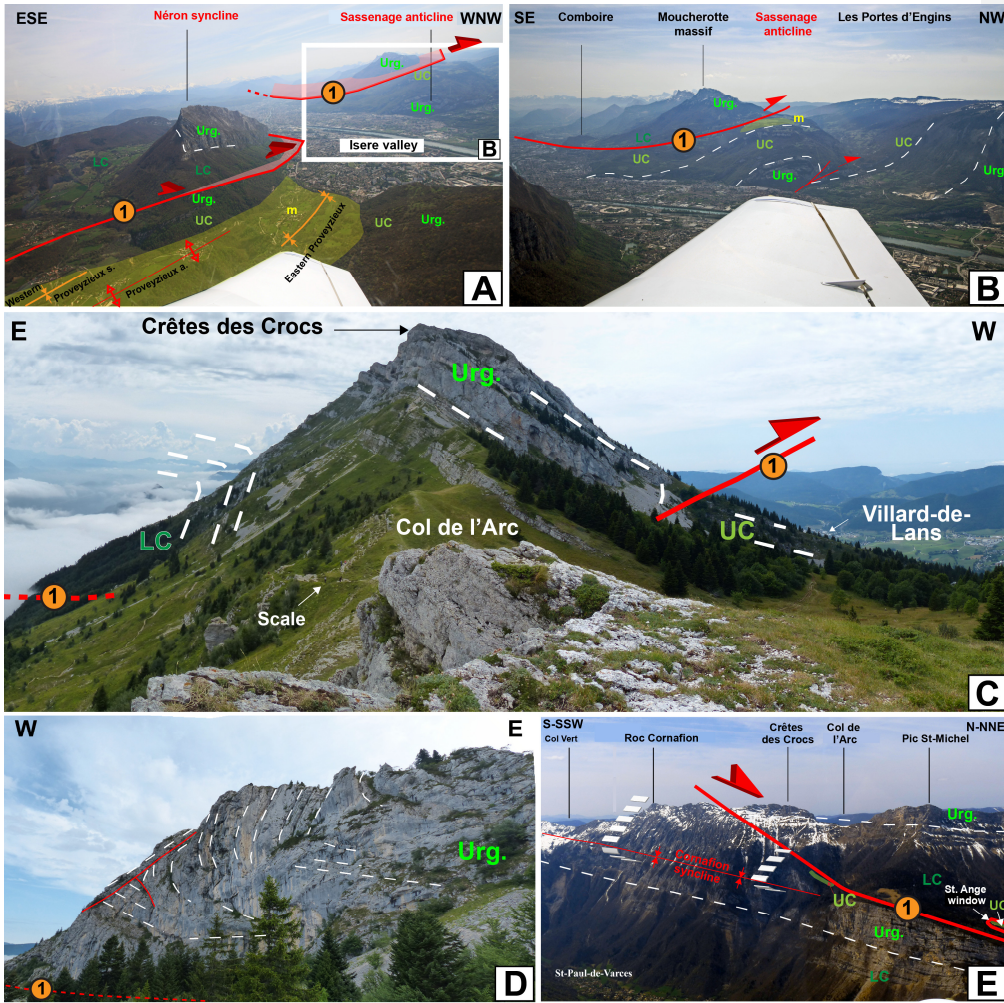 ESE
Néron syncline
Sassenage anticline
WNW
Urg.
UC
Urg.
1
Urg.
LC
LC
Isere valley
B
Urg.
1
UC
m
UC
Urg.
Western
Proveyzieux s.
Proveyzieux a.
Eastern Proveyzieux
A
SE
Comboire
Moucherotte
massif
Sassenage
anticline
Les Portes d'Engins
NW
Urg.
m
LC
1
UC
UC
UC
Urg.
Urg
B
E
Crêtes des Crocs
W
Urg.
1
LC
Col de l'Arc
UC
Villard-de-
Lans
1
Scale
C
W
E
Urg.
1
D
S-SSW
Col Vert
Roc Cornafion
Crêtes
des Crocs
Col de
l'Arc
Pic St-Michel
N-NNE
Urg.
Cornafion
syncline
LC
UC
1
St. Ange
window
UC
Urg.
LC
St-Paul-de-Varces
E